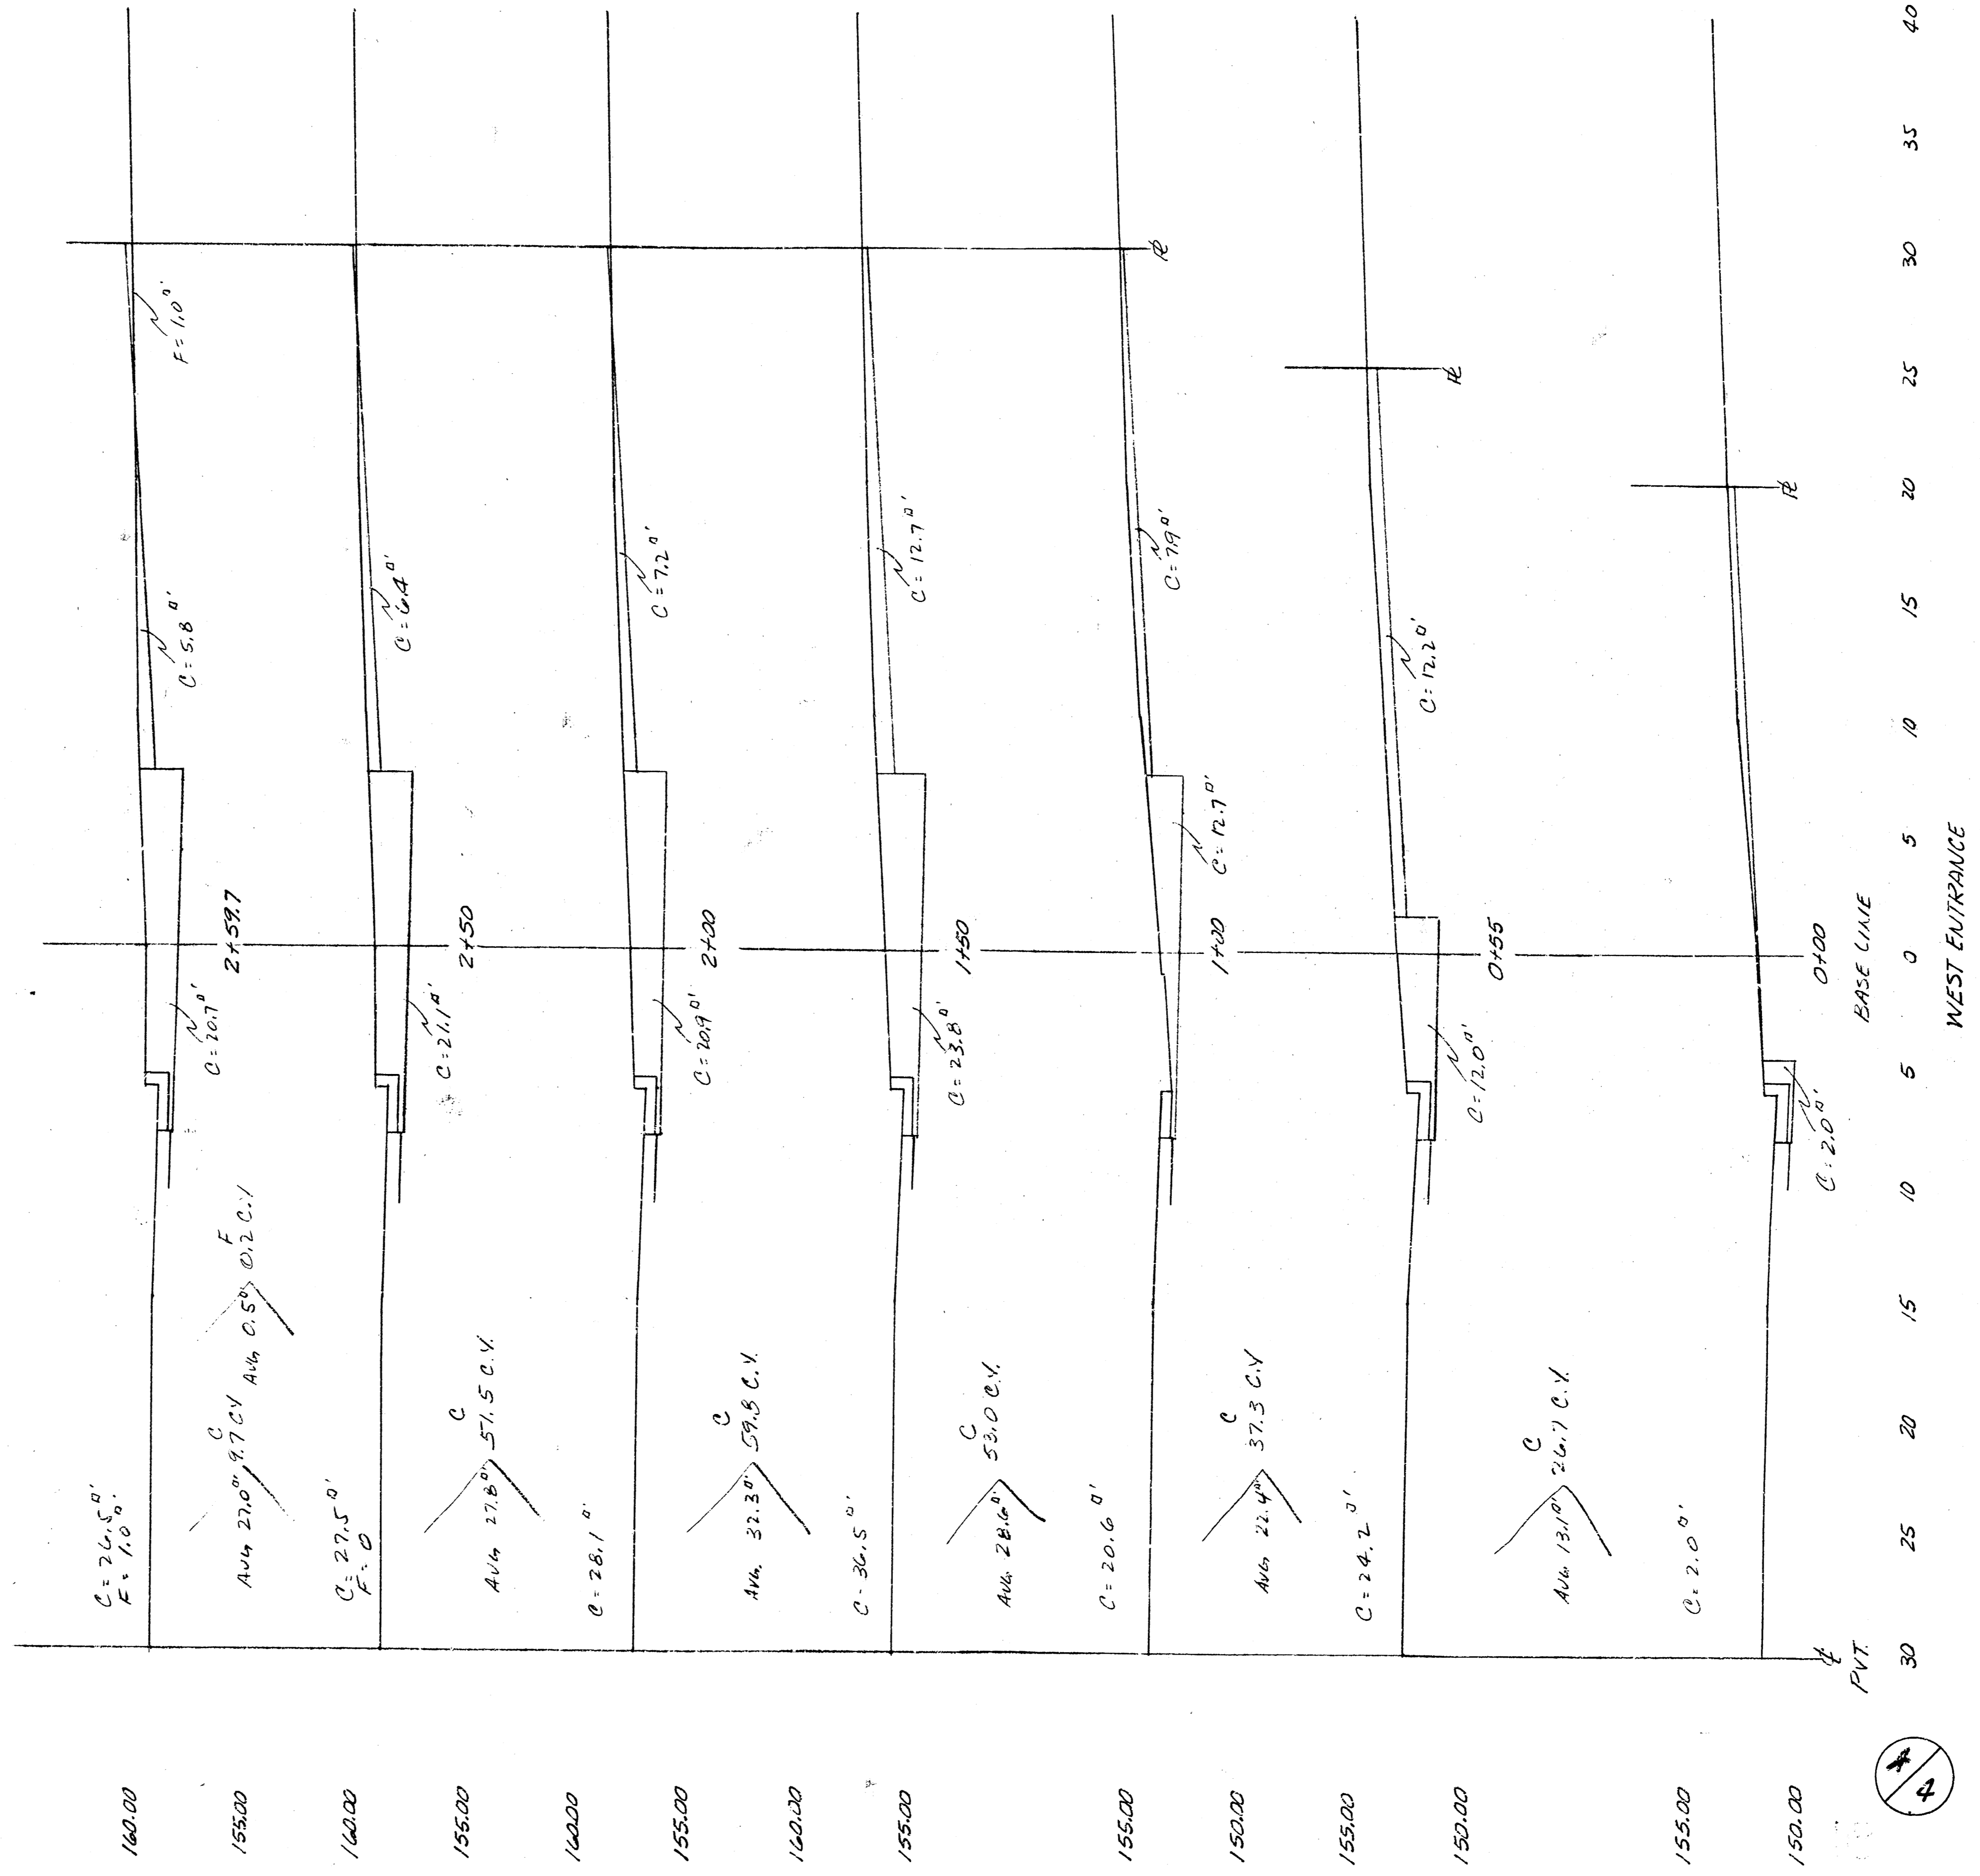 160.00
C = 26.5 □'
F = 1.0 □'
C = 20.7 □'
C = 5.8 □'
F = 1.0 □'
2+59.7
155.00
AVG 27.0 □' C 9.7 CY AVG 0.5 □' F 0.2 C.Y
160.00
C = 27.5 □'
F = 0
C = 21.1 □'
C = 6.4 □'
2+50
155.00
AVG 27.8 □' C 51.5 C.Y.
160.00
C = 28.1 □'
C = 20.9 □'
C = 7.2 □'
2+00
155.00
AVG. 32.3 □' C 59.8 C.Y.
160.00
C = 36.5 □'
C = 23.8 □'
C = 12.7 □'
1+50
155.00
AVG. 28.6 □' C 53.0 C.Y.
155.00
C = 20.6 □'
C = 12.7 □'
C = 7.9 □'
1+00
℄
150.00
AVG 22.4 □' C 37.3 C.Y
155.00
C = 24.2 □'
C = 12.0 □'
C = 12.2 □'
0+55
℄
150.00
AVG 13.1 □' C 26.7 C.Y.
155.00
C = 2.0 □'
C = 2.0 □'
0+00
℄
150.00
℄
PVT.
BASE LINE
30 25 20 15 10 5 0 5 10 15 20 25 30 35 40
WEST ENTRANCE
4